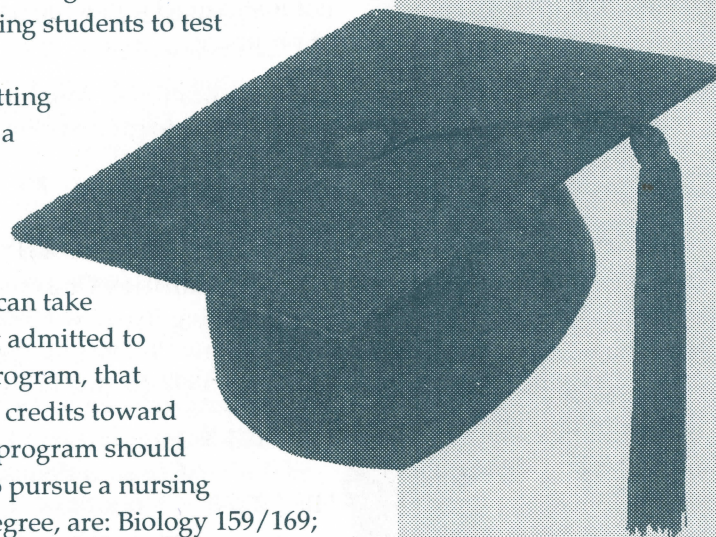 ing students to test
tting
a
can take
admitted to
rogram, that
credits toward
program should
pursue a nursing
egree, are: Biology 159/169;